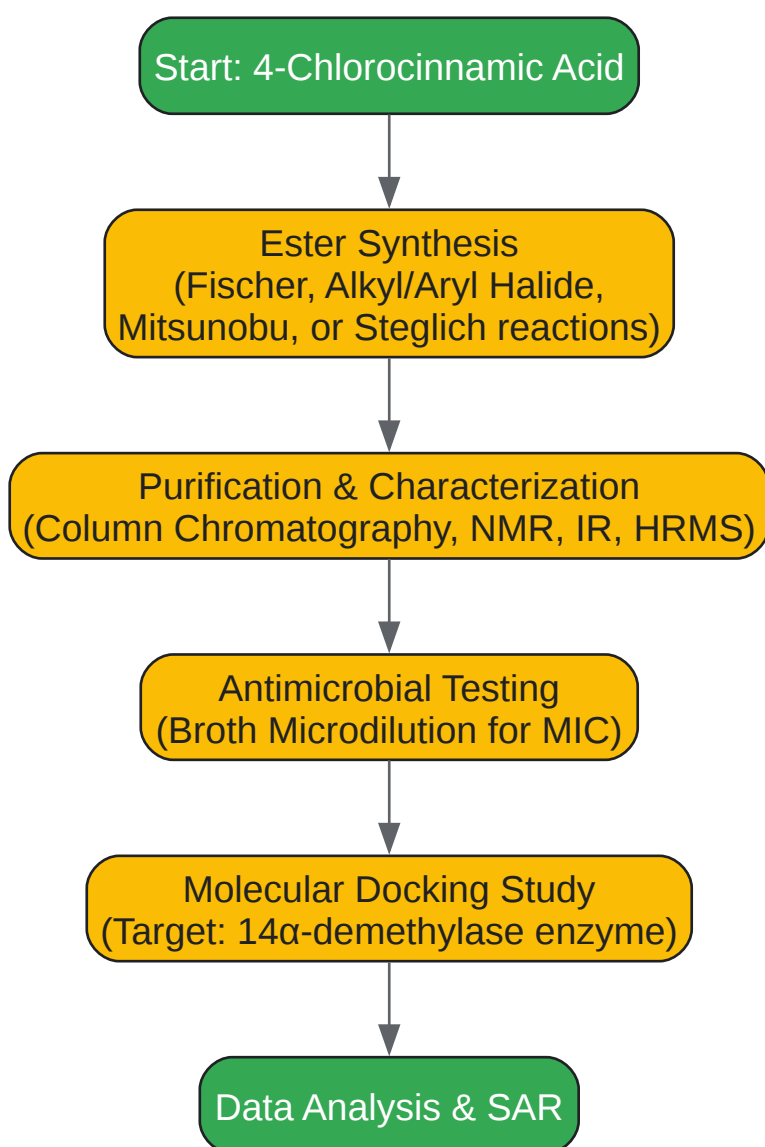 Start: 4-Chlorocinnamic Acid
Ester Synthesis
(Fischer, Alkyl/Aryl Halide,
Mitsunobu, or Steglich reactions)
Purification & Characterization
(Column Chromatography, NMR, IR, HRMS)
Antimicrobial Testing
(Broth Microdilution for MIC)
Molecular Docking Study
(Target: 14α-demethylase enzyme)
Data Analysis & SAR